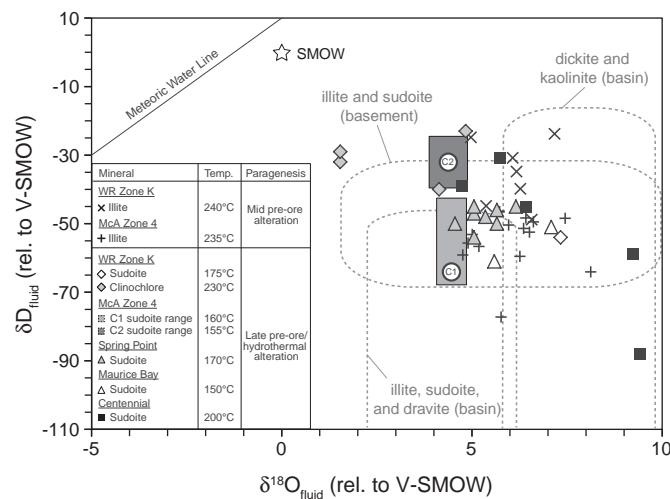 10
-10
-30
-50
-70
-90
-110
δD_fluid (rel. to V-SMOW)
-5
0
5
10
δ¹⁸O_fluid (rel. to V-SMOW)
Meteoric Water Line
SMOW
dickite and
kaolinite (basin)
illite and sudoite
(basement)
C2
C1
illite, sudoite,
and dravite (basin)
Mineral Temp. Paragenesis
WR Zone K
Illite 240°C
McA Zone 4
Illite 235°C
Mid pre-ore
alteration
WR Zone K
Sudoite 175°C
Clinochlore 230°C
McA Zone 4
C1 sudoite range 160°C
C2 sudoite range 155°C
Spring Point
Sudoite 170°C
Maurice Bay
Sudoite 150°C
Centennial
Sudoite 200°C
Late pre-ore/
hydrothermal
alteration